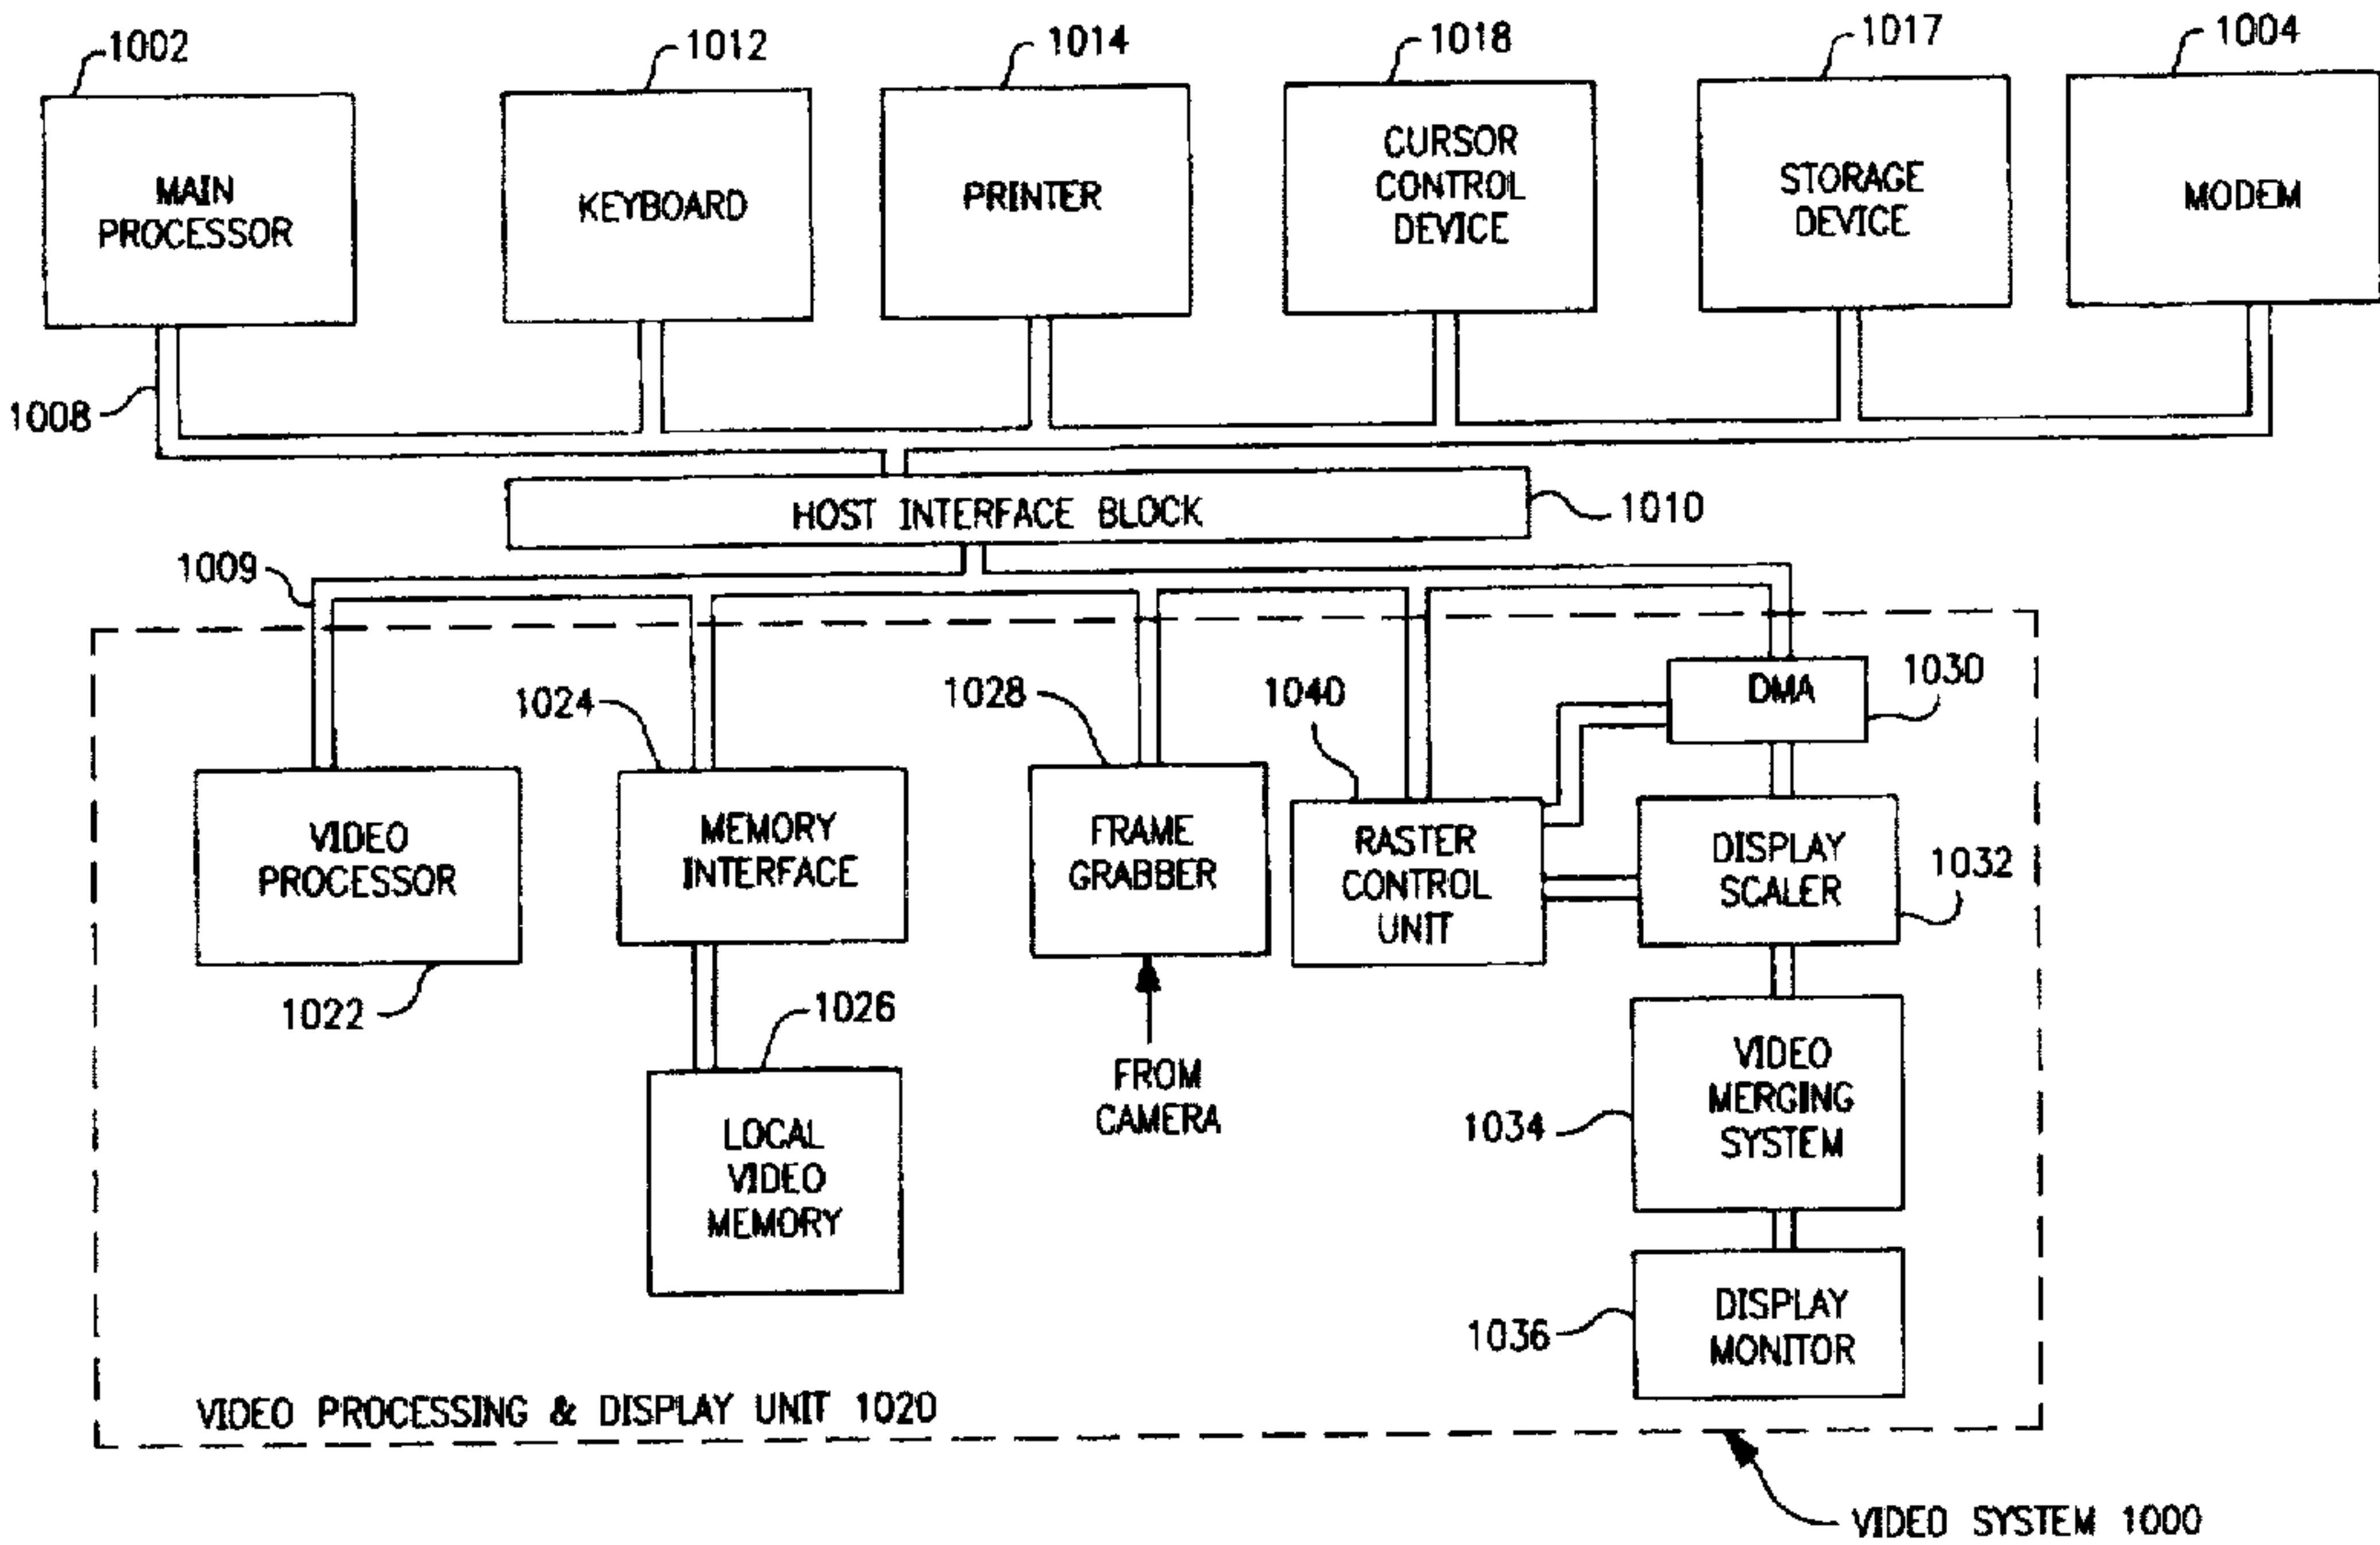 1002
1012
1014
1018
1017
1004
MAIN
PROCESSOR
KEYBOARD
PRINTER
CURSOR
CONTROL
DEVICE
STORAGE
DEVICE
MODEM
1008
HOST INTERFACE BLOCK
1010
1009
1024
1028
1040
DMA
1030
VIDEO
PROCESSOR
1022
MEMORY
INTERFACE
FRAME
GRABBER
RASTER
CONTROL
UNIT
DISPLAY
SCALER
1032
1026
LOCAL
VIDEO
MEMORY
FROM
CAMERA
1034
VIDEO
MERGING
SYSTEM
1036
DISPLAY
MONITOR
VIDEO PROCESSING & DISPLAY UNIT 1020
VIDEO SYSTEM 1000